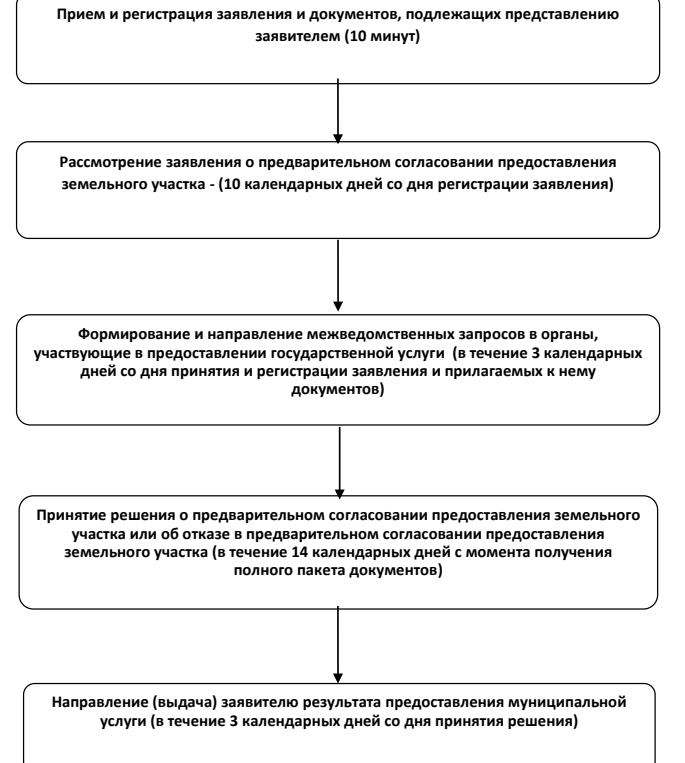 Прием и регистрация заявления и документов, подлежащих представлению
заявителем (10 минут)
Рассмотрение заявления о предварительном согласовании предоставления
земельного участка - (10 календарных дней со дня регистрации заявления)
Формирование и направление межведомственных запросов в органы,
участвующие в предоставлении государственной услуги (в течение 3 календарных
дней со дня принятия и регистрации заявления и прилагаемых к нему
документов)
Принятие решения о предварительном согласовании предоставления земельного
участка или об отказе в предварительном согласовании предоставления
земельного участка (в течение 14 календарных дней с момента получения
полного пакета документов)
Направление (выдача) заявителю результата предоставления муниципальной
услуги (в течение 3 календарных дней со дня принятия решения)